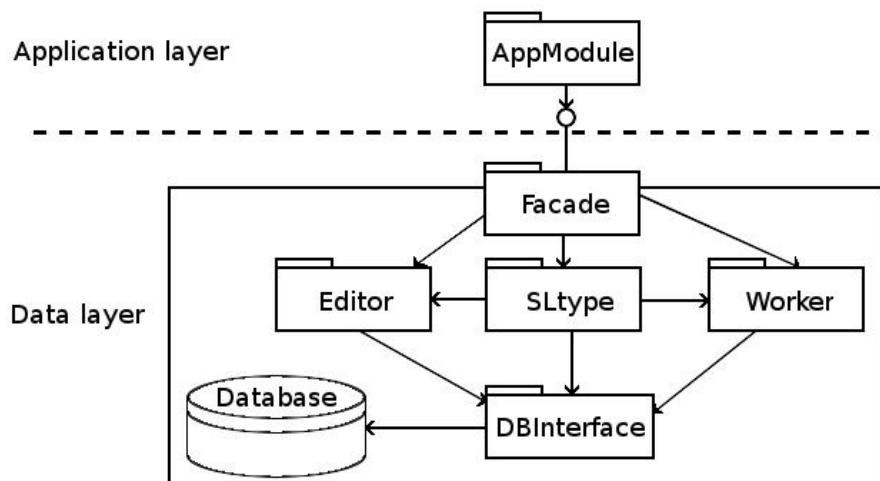 Application layer
AppModule
Facade
Editor
SLtype
Worker
Data layer
Database
DBInterface